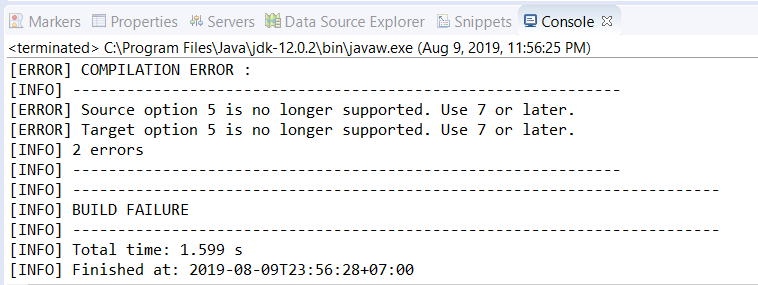 Markers Properties Servers Data Source Explorer Snippets Console
<terminated> C:\Program Files\Java\jdk-12.0.2\bin\javaw.exe (Aug 9, 2019, 11:56:25 PM)
[ERROR] COMPILATION ERROR :
[INFO] -------------------------------------------------------------
[ERROR] Source option 5 is no longer supported. Use 7 or later.
[ERROR] Target option 5 is no longer supported. Use 7 or later.
[INFO] 2 errors
[INFO] -------------------------------------------------------------
[INFO] ------------------------------------------------------------------------
[INFO] BUILD FAILURE
[INFO] ------------------------------------------------------------------------
[INFO] Total time: 1.599 s
[INFO] Finished at: 2019-08-09T23:56:28+07:00